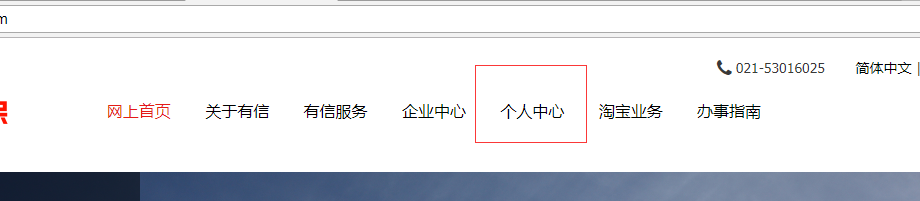 m
021-53016025 简体中文 |
网上首页 关于有信 有信服务 企业中心 个人中心 淘宝业务 办事指南